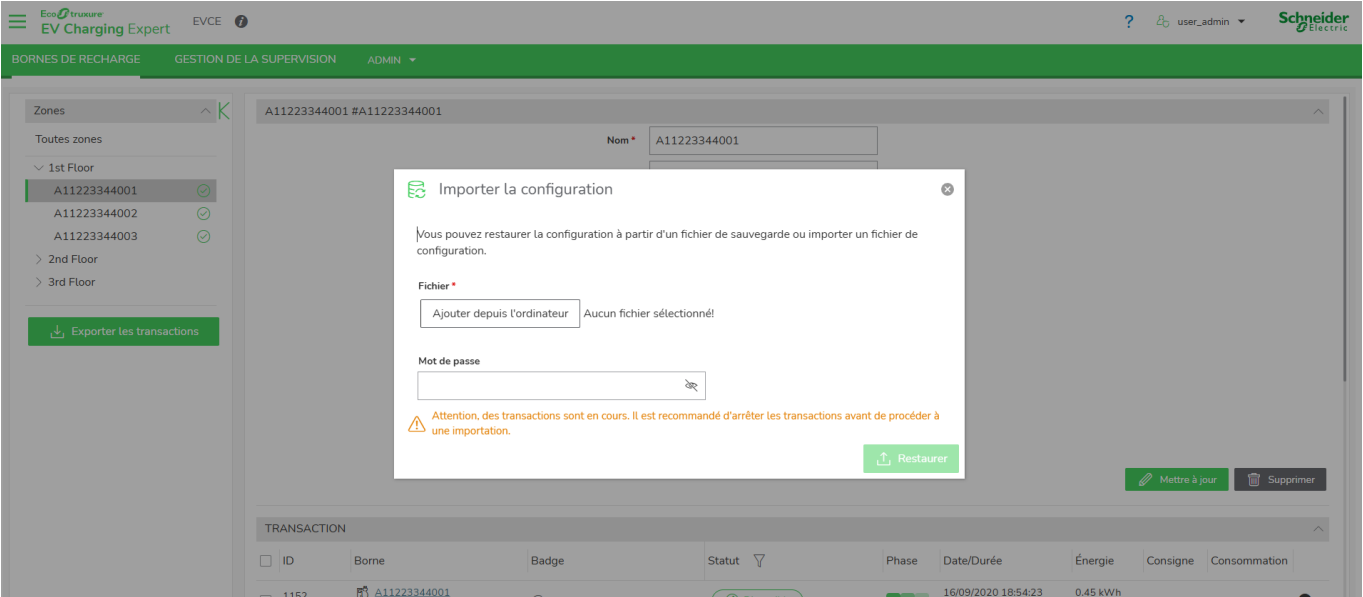 EcoStruxure
EV Charging Expert
EVCE
?
user_admin
Schneider
Electric
BORNES DE RECHARGE
GESTION DE LA SUPERVISION
ADMIN
Zones
Toutes zones
1st Floor
A11223344001
A11223344002
A11223344003
2nd Floor
3rd Floor
Exporter les transactions
A11223344001 #A11223344001
Nom * A11223344001
Importer la configuration
Vous pouvez restaurer la configuration à partir d'un fichier de sauvegarde ou importer un fichier de
configuration.
Fichier *
Ajouter depuis l'ordinateur Aucun fichier sélectionné!
Mot de passe
Attention, des transactions sont en cours. Il est recommandé d'arrêter les transactions avant de procéder à
une importation.
Restaurer
Mettre à jour
Supprimer
TRANSACTION
ID Borne Badge Statut Phase Date/Durée Énergie Consigne Consommation
1152 A11223344001 16/09/2020 18:54:23 0.45 kWh